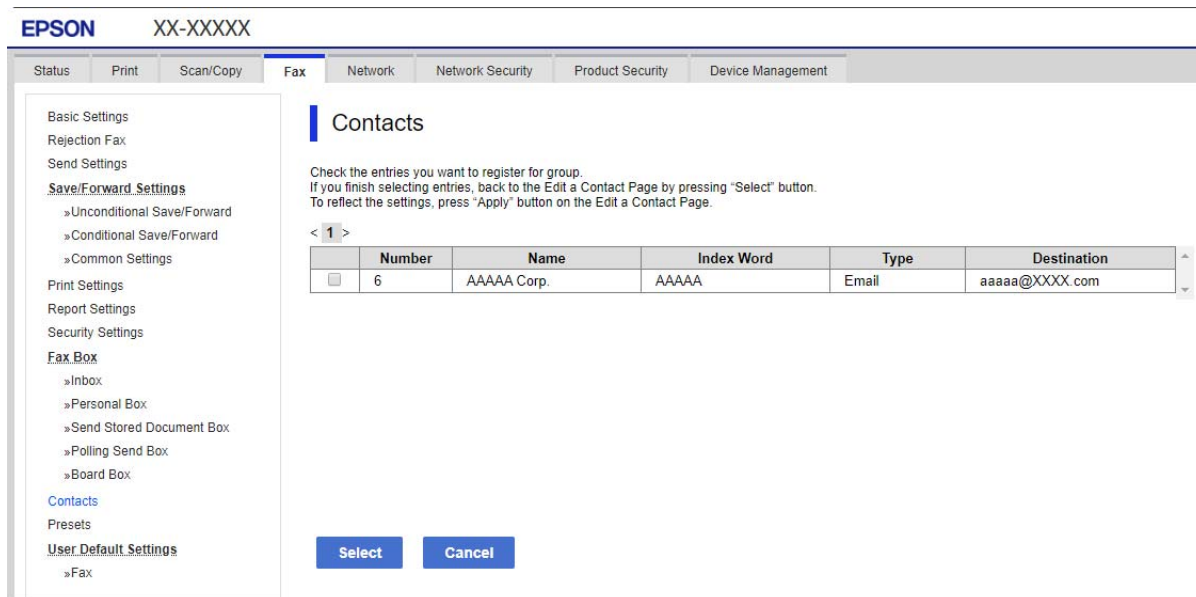 EPSON XX-XXXXX
Status Print Scan/Copy Fax Network Network Security Product Security Device Management
Basic Settings
Rejection Fax
Send Settings
Save/Forward Settings
»Unconditional Save/Forward
»Conditional Save/Forward
»Common Settings
Print Settings
Report Settings
Security Settings
Fax Box
»Inbox
»Personal Box
»Send Stored Document Box
»Polling Send Box
»Board Box
Contacts
Presets
User Default Settings
»Fax
Contacts
Check the entries you want to register for group.
If you finish selecting entries, back to the Edit a Contact Page by pressing “Select” button.
To reflect the settings, press “Apply” button on the Edit a Contact Page.
< 1 >
Number Name Index Word Type Destination
6 AAAAA Corp. AAAAA Email aaaaa@XXXX.com
Select Cancel